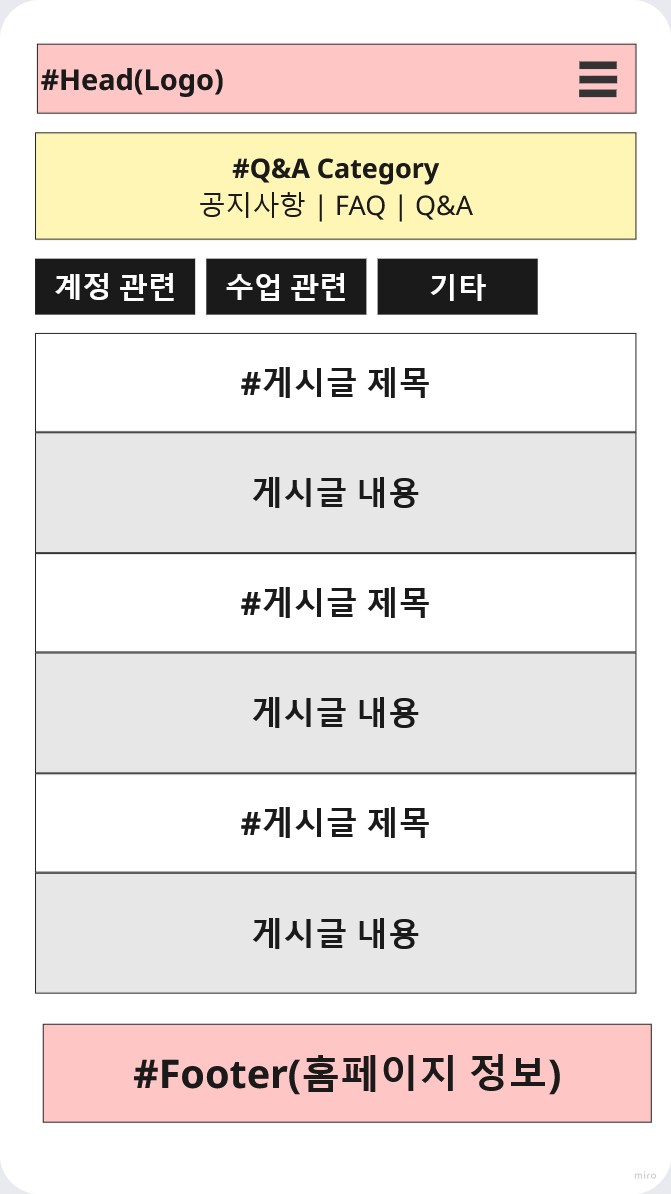 #Head(Logo)
#Q&A Category
공지사항 | FAQ | Q&A
계정 관련
수업 관련
기타
#게시글 제목
게시글 내용
#게시글 제목
게시글 내용
#게시글 제목
게시글 내용
#Footer(홈페이지 정보)
miro